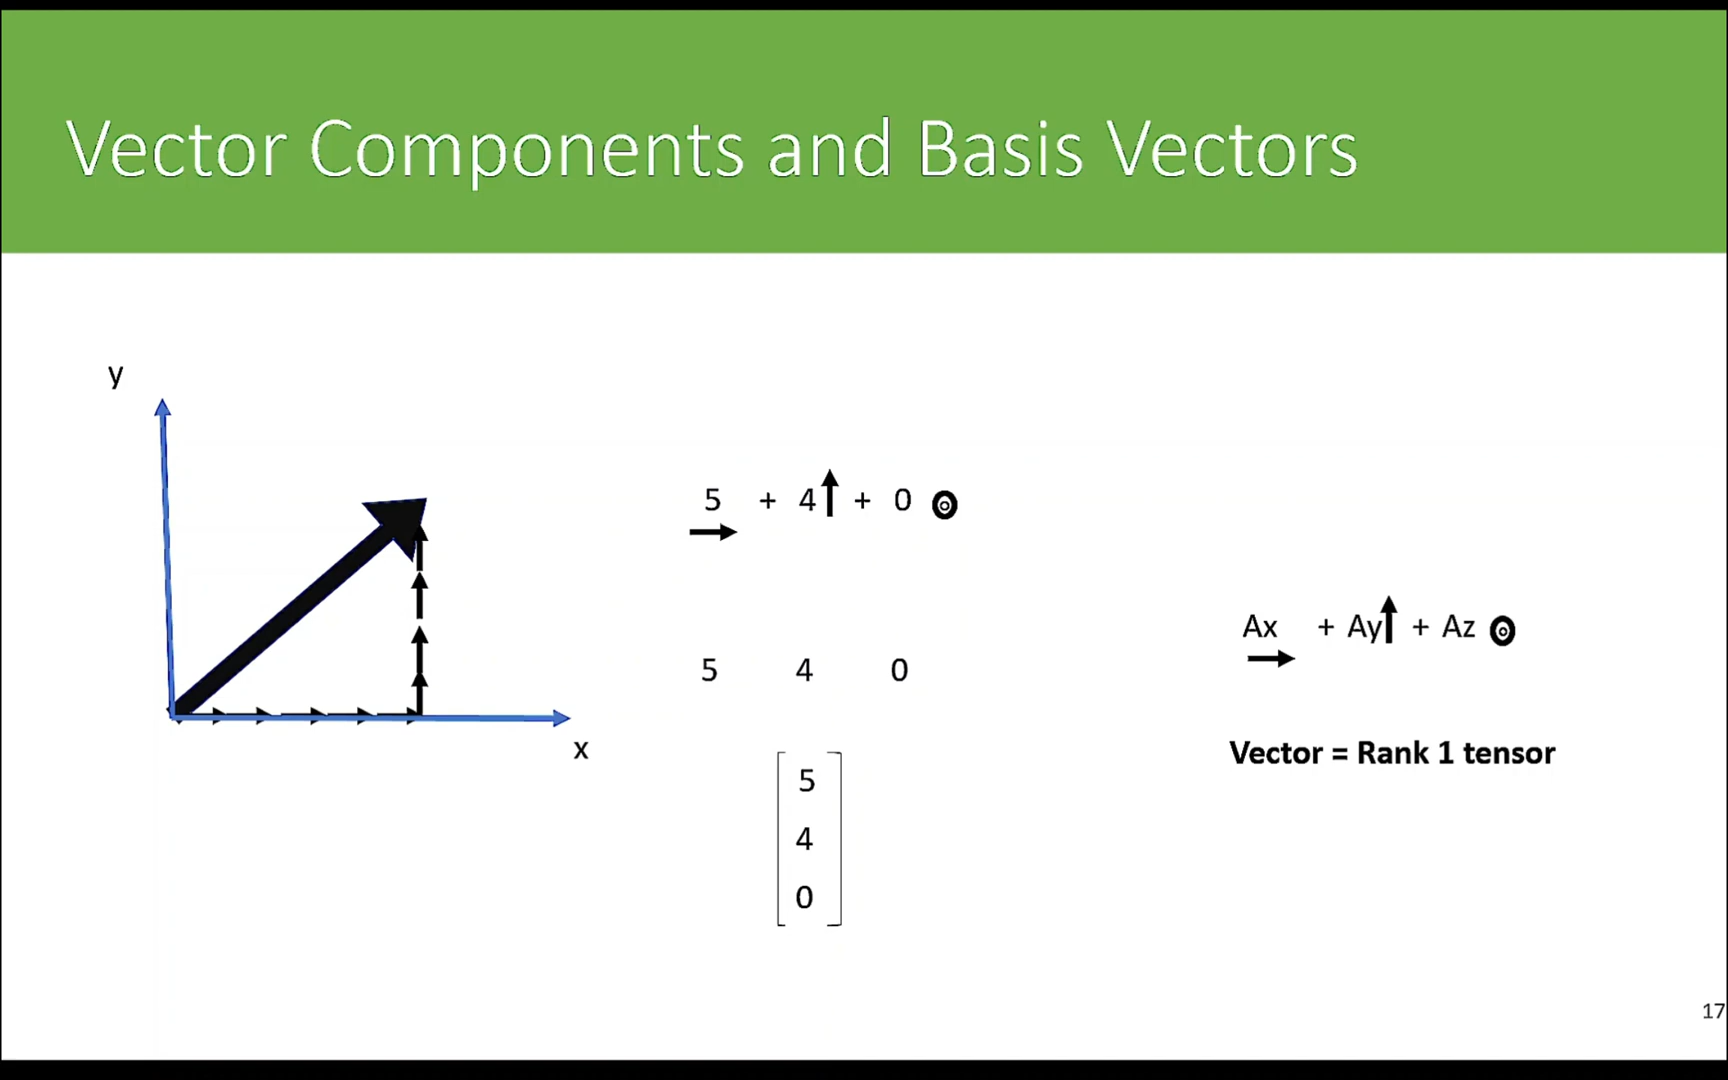 Vector Components and Basis Vectors
y
x
5 + 4 + 0
5 4 0
5
4
0
Ax + Ay + Az
Vector = Rank 1 tensor
17